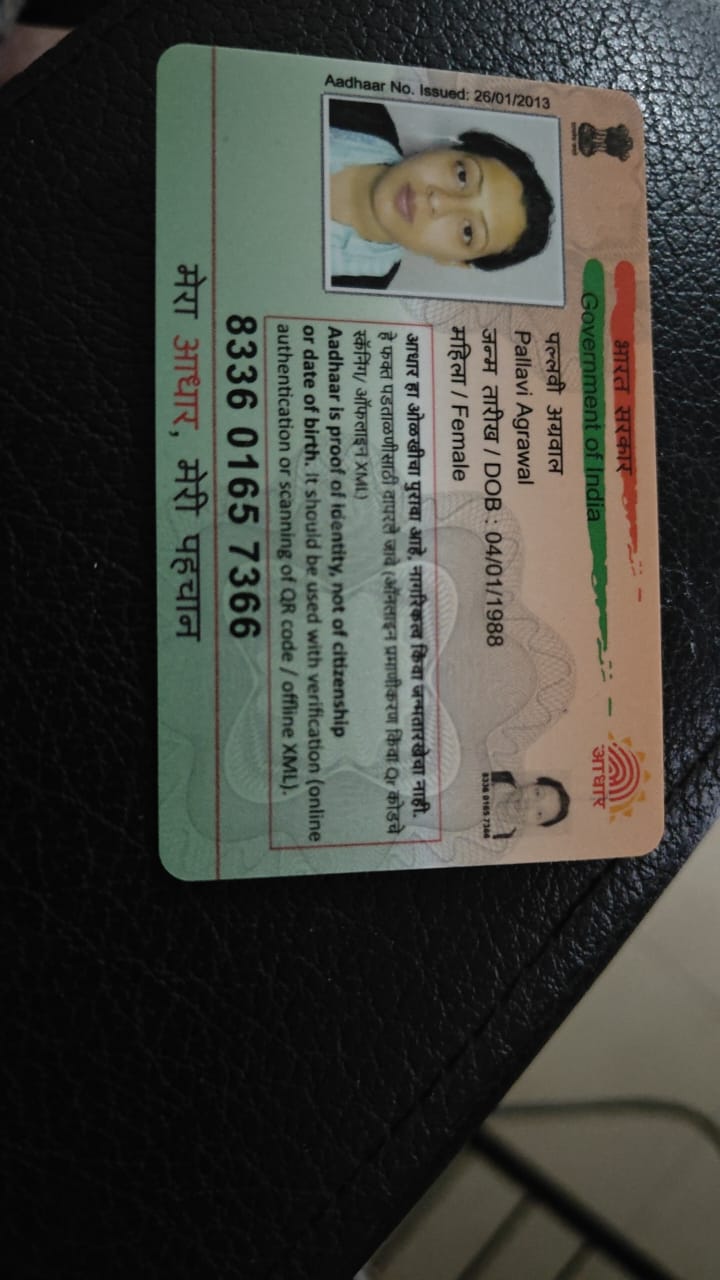 भारत सरकार
Government of India
आधार
Aadhaar No. Issued: 26/01/2013
पल्लवी अग्रवाल
Pallavi Agrawal
जन्म तारीख / DOB : 04/01/1988
महिला / Female
8336 0165 7366
आधार हा ओळखीचा पुरावा आहे, नागरिकत्व किंवा जन्मतारखेचा नाही.
हे फक्त पडताळणीसाठी वापरले जावे (ऑनलाइन प्रमाणीकरण किंवा Qr कोडचे
स्कॅनिंग/ ऑफलाइन XML)
Aadhaar is proof of identity, not of citizenship
or date of birth. It should be used with verification (online
authentication or scanning of QR code / offline XML).
8336 0165 7366
मेरा आधार, मेरी पहचान